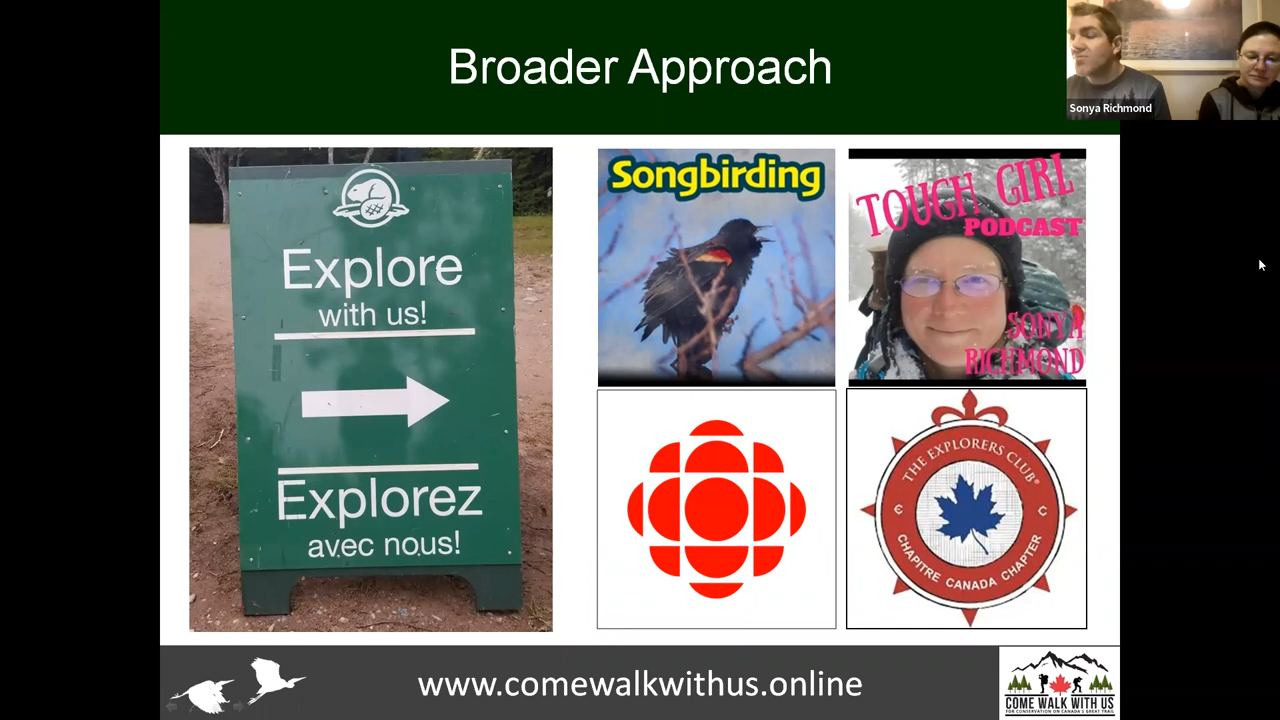 Broader Approach
Sonya Richmond
Explore
with us!
Explorez
avec nous!
Songbirding
TOUGH GIRL
PODCAST
SONYA
RICHMOND
THE EXPLORERS CLUB®
E C
CHAPITRE CANADA CHAPTER
www.comewalkwithus.online
COME WALK WITH US
FOR CONSERVATION ON CANADA'S GREAT TRAIL